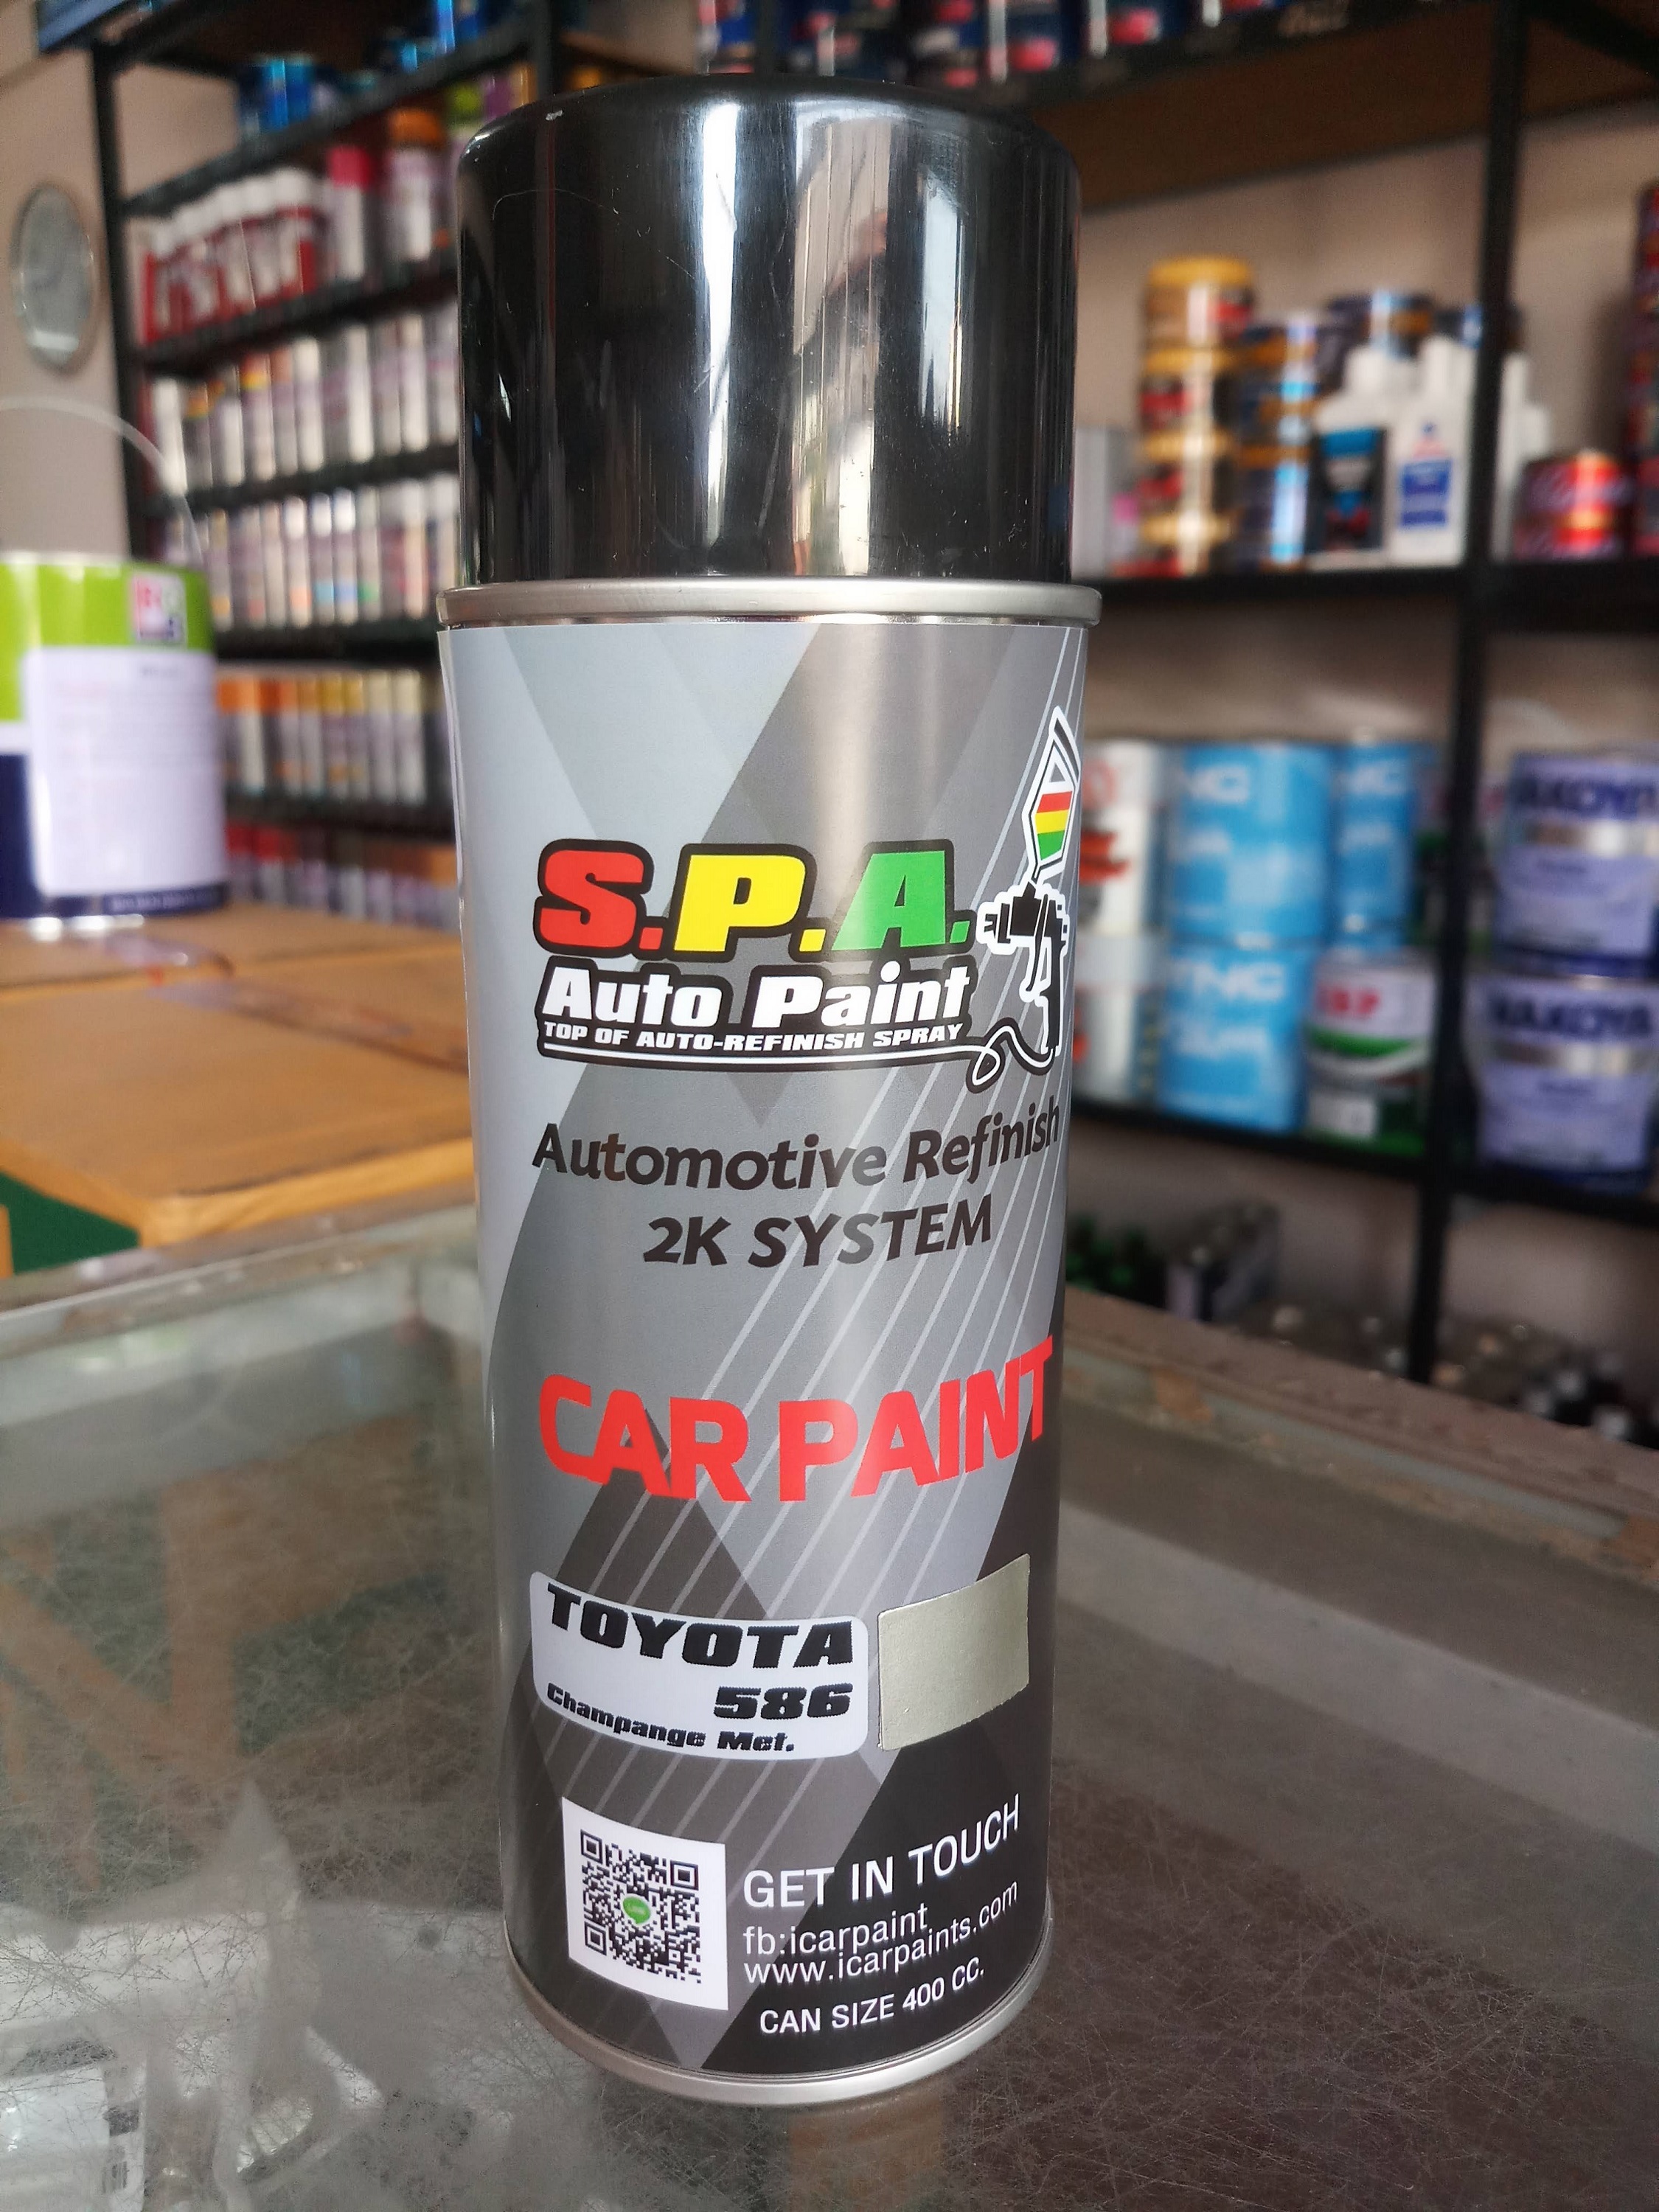 S.P.A.
Auto Paint
TOP OF AUTO-REFINISH SPRAY
Automotive Refinish
2K SYSTEM
CAR PAINT
TOYOTA
586
Champange Met.
GET IN TOUCH
fb:icarpaint
www.icarpaints.com
CAN SIZE 400 CC.